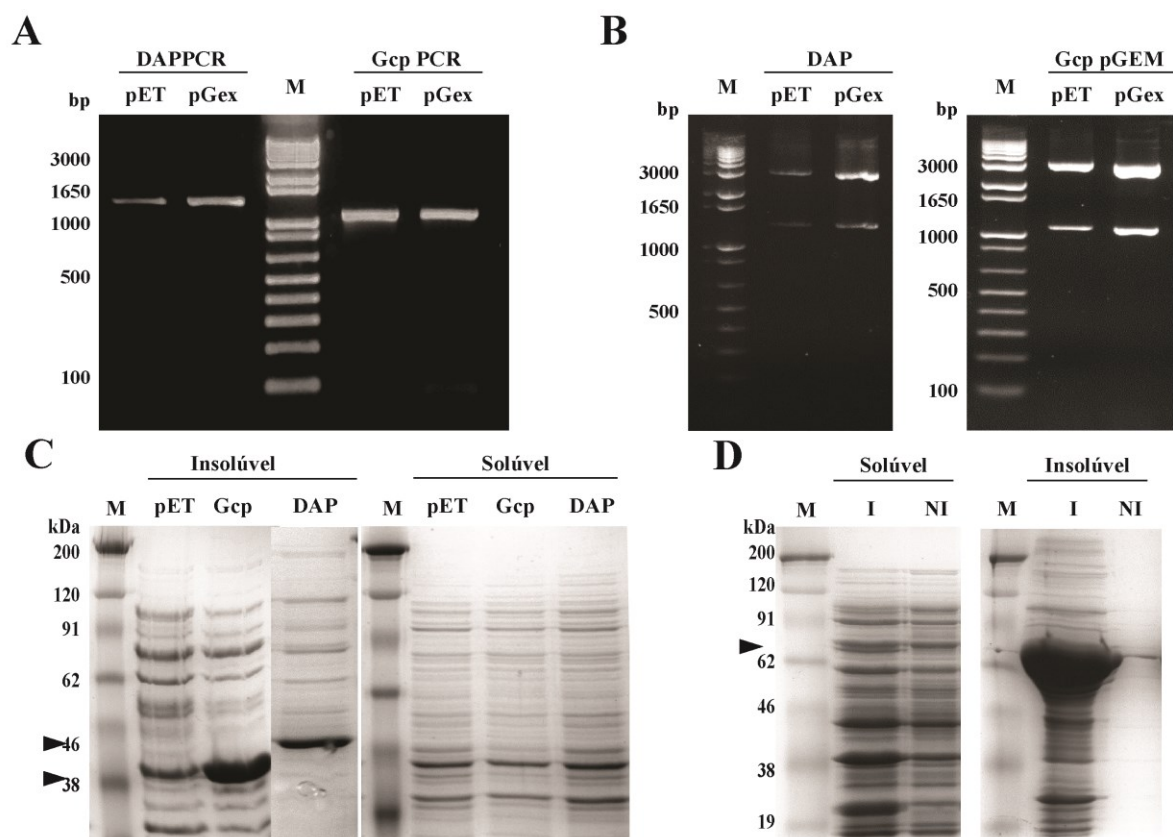 A
DAPPCR
Gcp PCR
bp
pET
pGex
M
pET
pGex
3000
1650
1000
500
100
B
DAP
Gcp pGEM
bp
M
pET
pGex
bp
M
pET
pGex
3000
1650
1000
500
3000
1650
1000
500
100
C
Insolúvel
Solúvel
kDa
M
pET
Gcp
DAP
M
pET
Gcp
DAP
200
120
91
62
46
38
D
Solúvel
Insolúvel
kDa
M
I
NI
M
I
NI
200
120
91
62
46
38
19